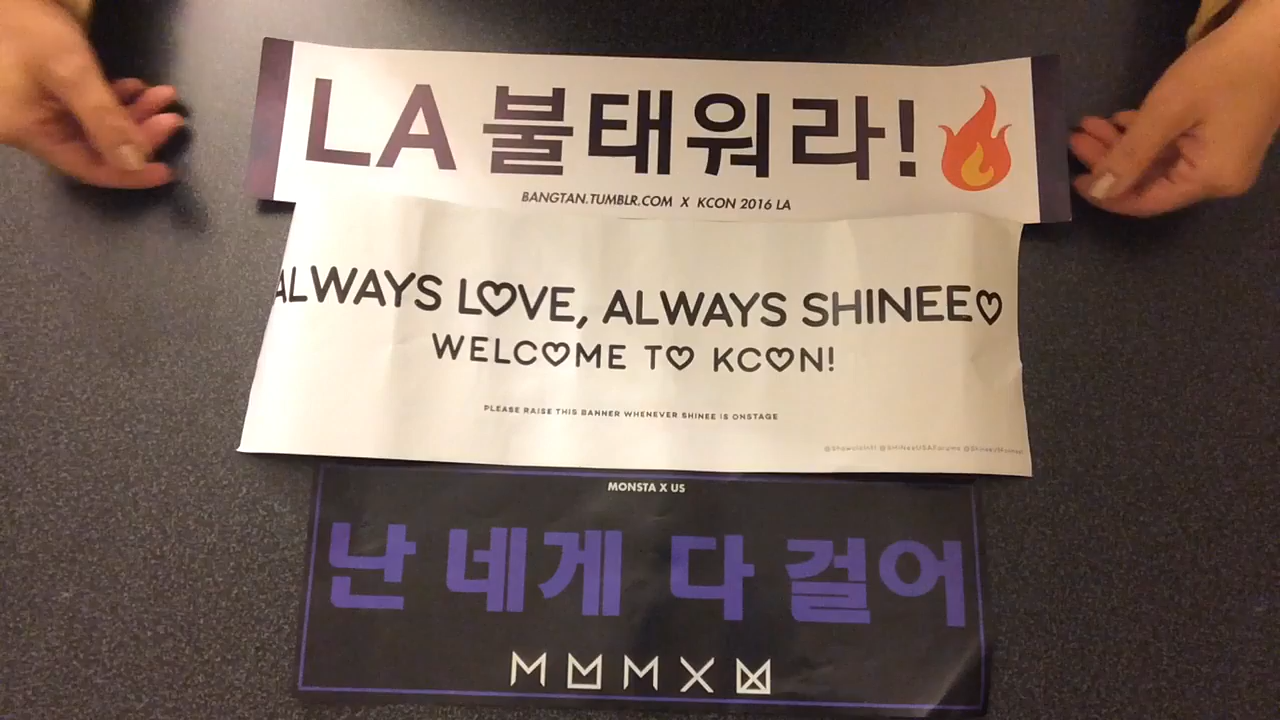 LA 불태워라!
BANGTAN.TUMBLR.COM X KCON 2016 LA
ALWAYS LOVE, ALWAYS SHINEE♡
WELCOME TO KCON!
PLEASE RAISE THIS BANNER WHENEVER SHINEE IS ONSTAGE
MONSTA X US
난 네게 다 걸어